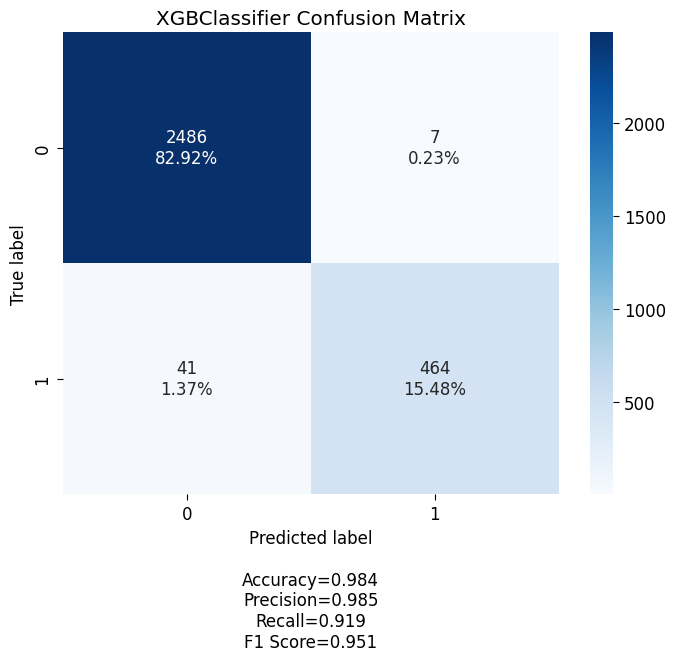 XGBClassifier Confusion Matrix
2486
82.92%
7
0.23%
41
1.37%
464
15.48%
0
1
True label
0
1
Predicted label
2000
1500
1000
500
Accuracy=0.984
Precision=0.985
Recall=0.919
F1 Score=0.951